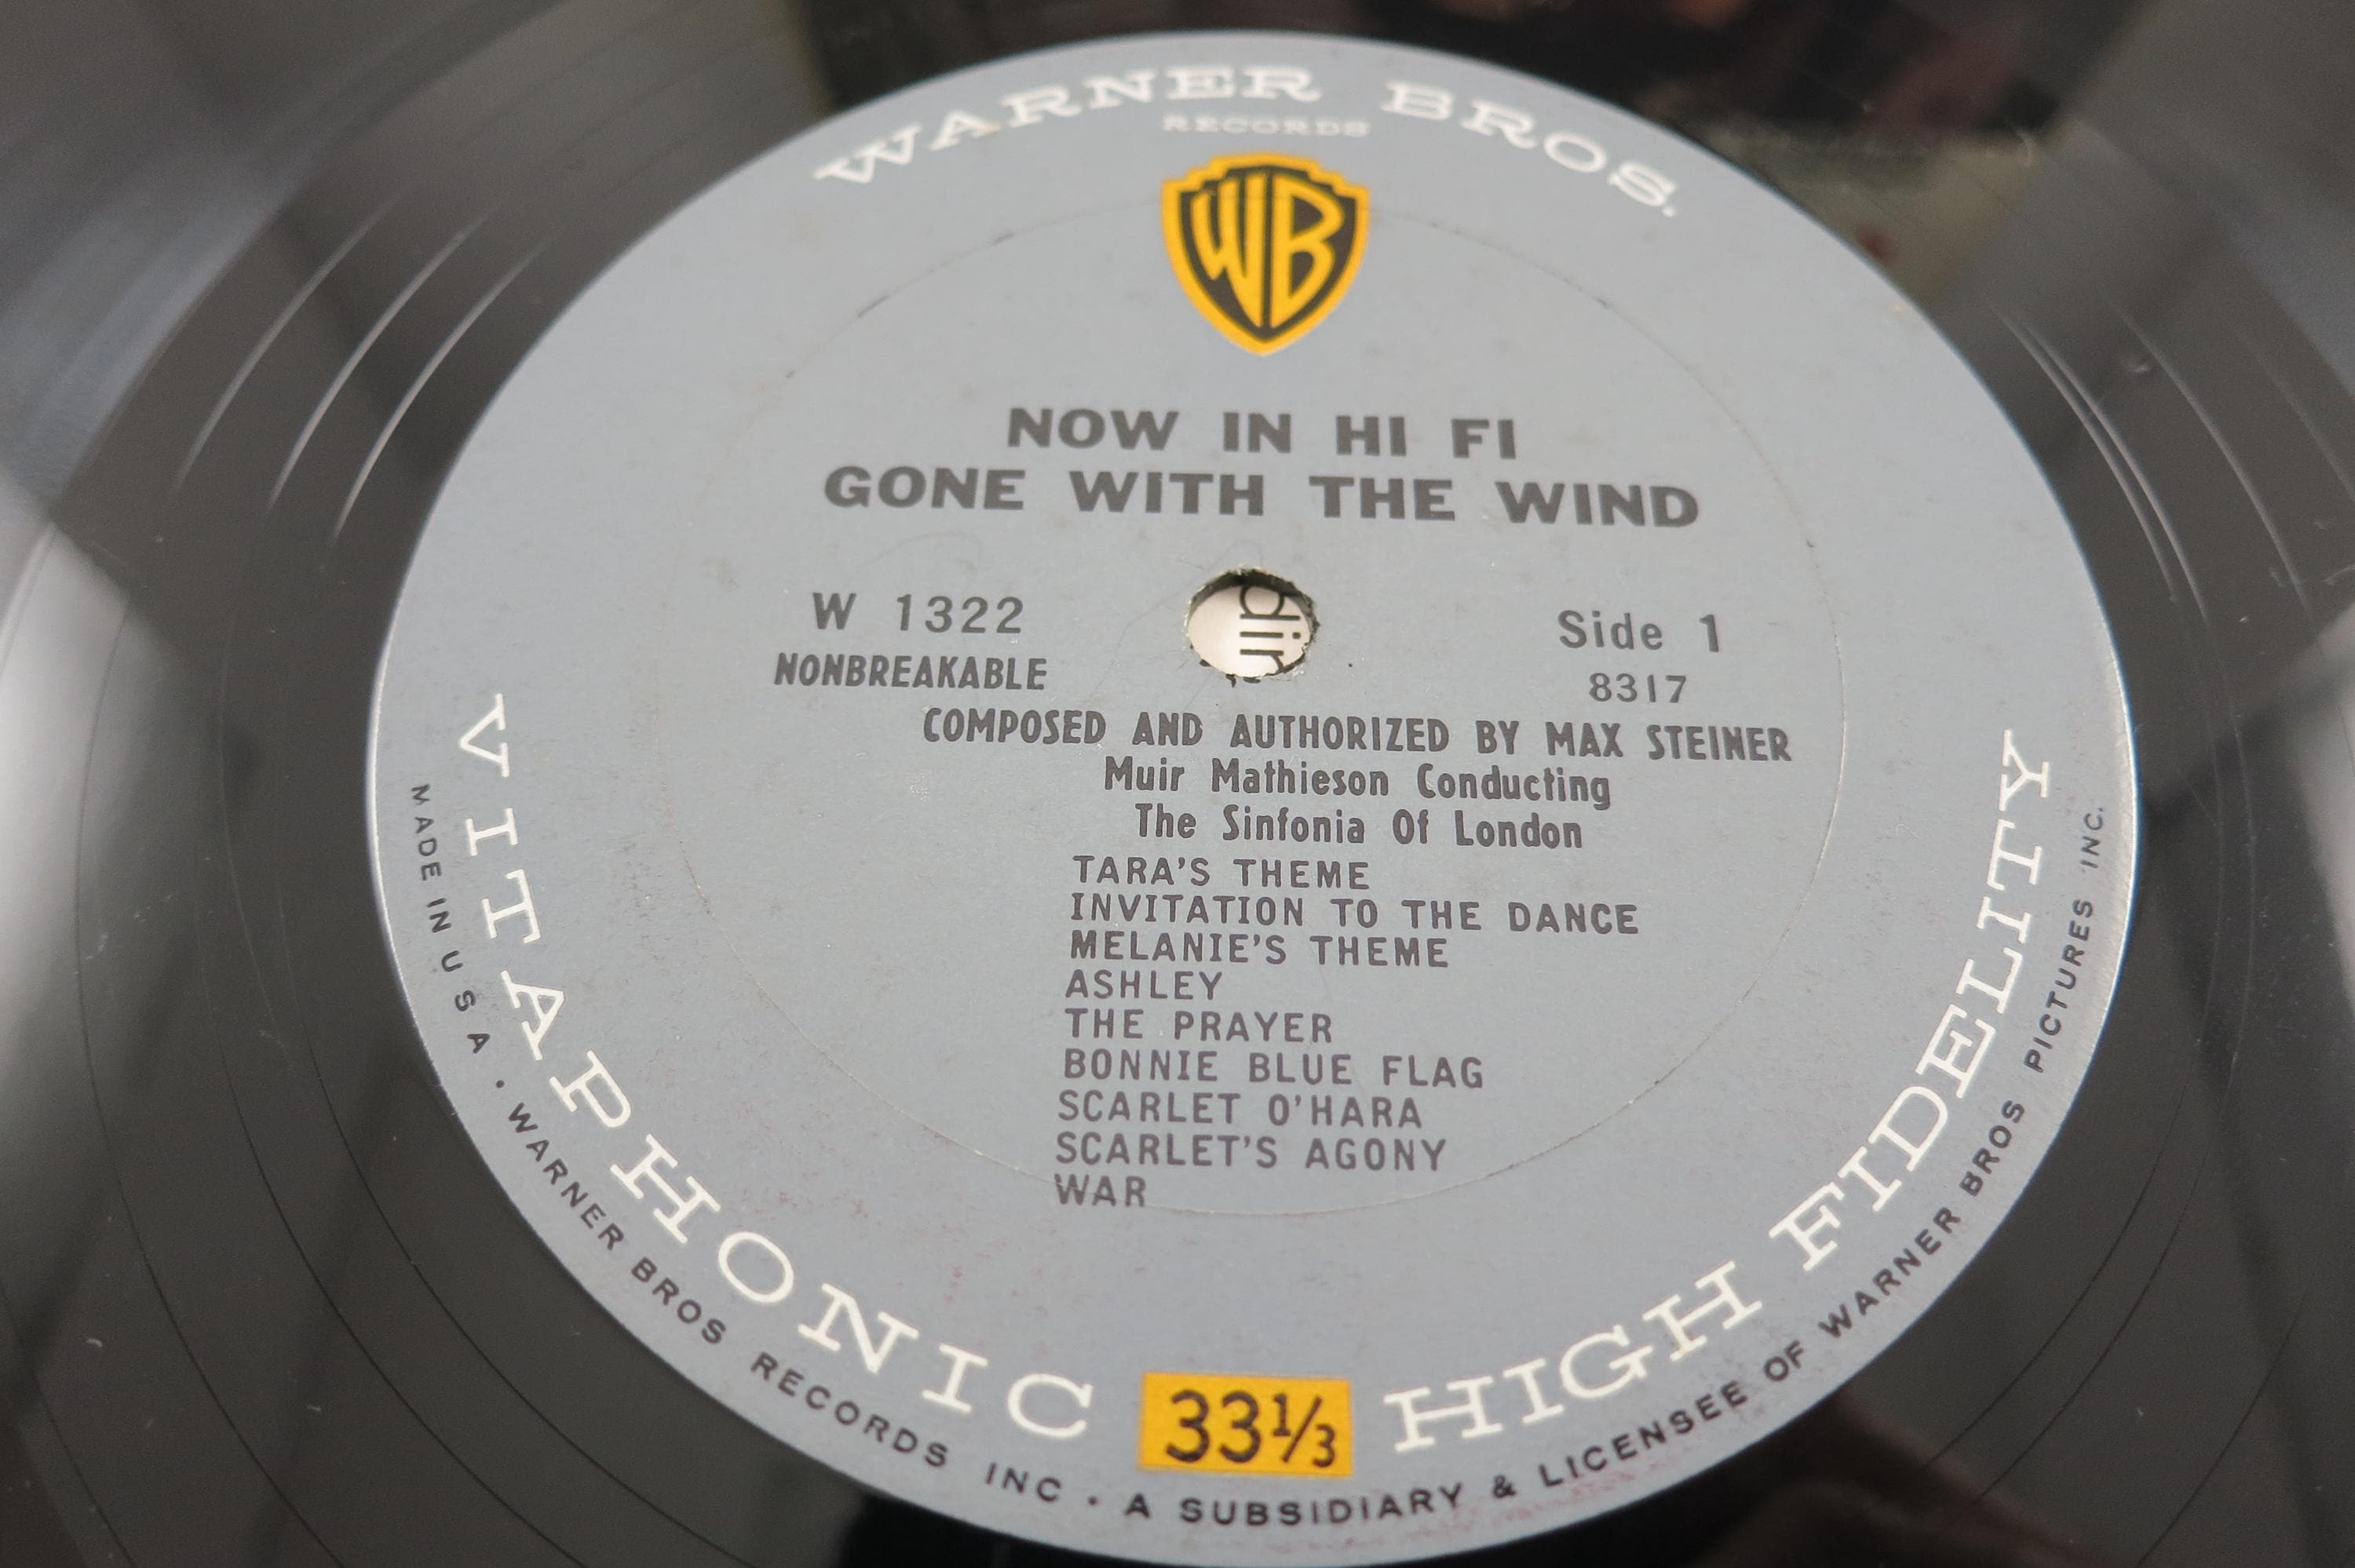 WARNER BROS.
RECORDS
WB
NOW IN HI FI
GONE WITH THE WIND
W 1322
NONBREAKABLE
dir
Side 1
8317
COMPOSED AND AUTHORIZED BY MAX STEINER
Muir Mathieson Conducting
The Sinfonia Of London
TARA'S THEME
INVITATION TO THE DANCE
MELANIE'S THEME
ASHLEY
THE PRAYER
BONNIE BLUE FLAG
SCARLET O'HARA
SCARLET'S AGONY
WAR
VITAPHONIC 33⅓ HIGH FIDELITY
MADE IN U S A · WARNER BROS RECORDS INC · A SUBSIDIARY & LICENSEE OF WARNER BROS PICTURES INC.